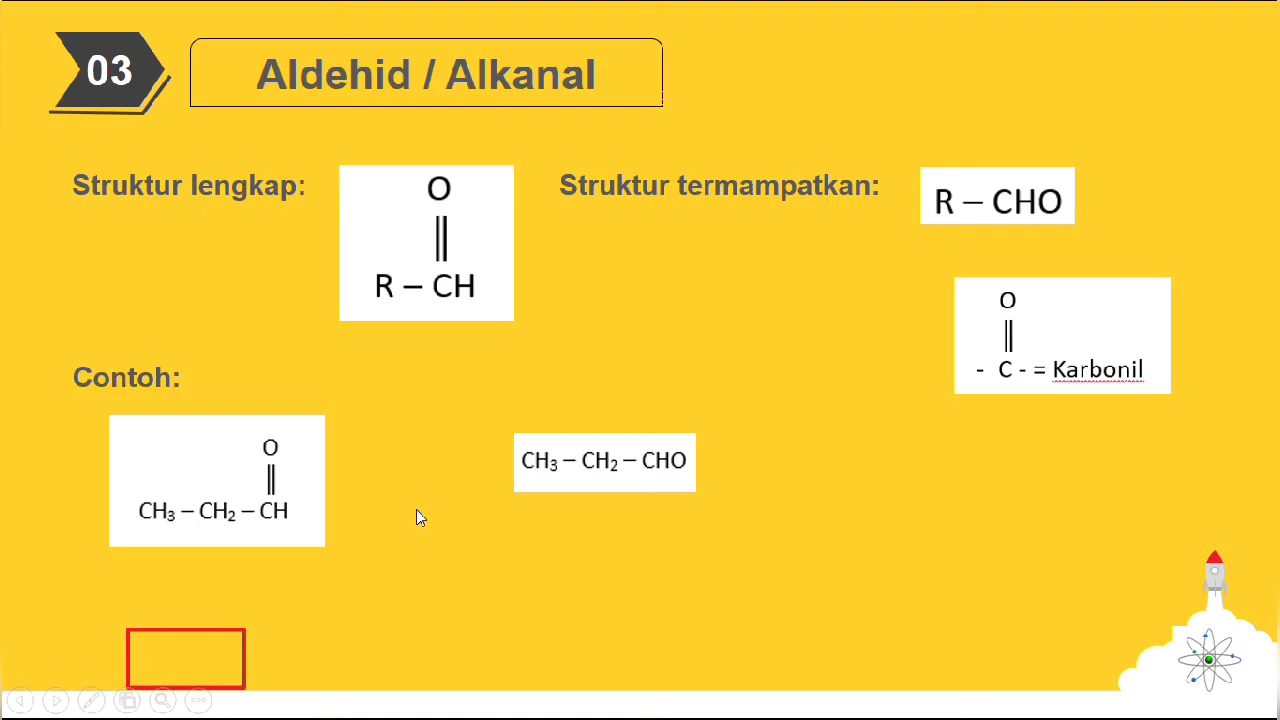 03
Aldehid / Alkanal
Struktur lengkap:
O
||
R – CH
Struktur termampatkan:
R – CHO
O
||
- C - = Karbonil
Contoh:
O
||
CH₃ – CH₂ – CH
CH₃ – CH₂ – CHO